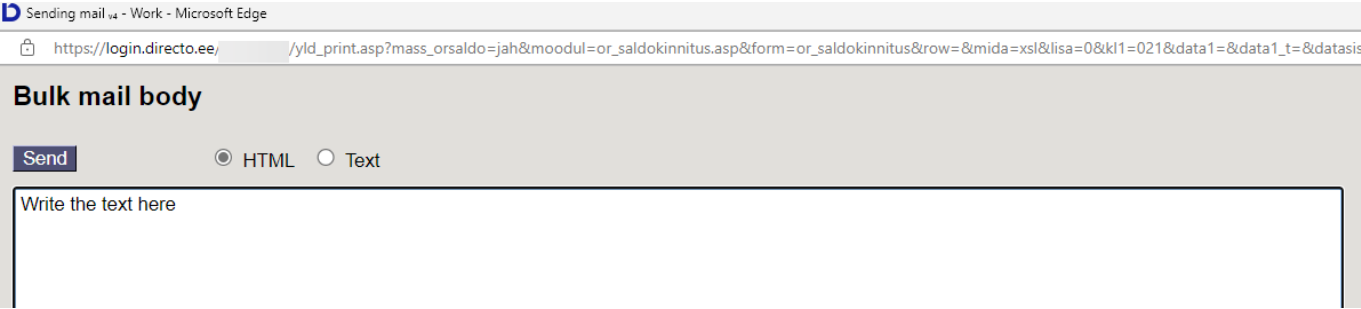 Sending mail v4 - Work - Microsoft Edge
https://login.directo.ee/ /yld_print.asp?mass_orsaldo=jah&moodul=or_saldokinnitus.asp&form=or_saldokinnitus&row=&mida=xsl&lisa=0&kl1=021&data1=&data1_t=&datasis
Bulk mail body
Send HTML Text
Write the text here